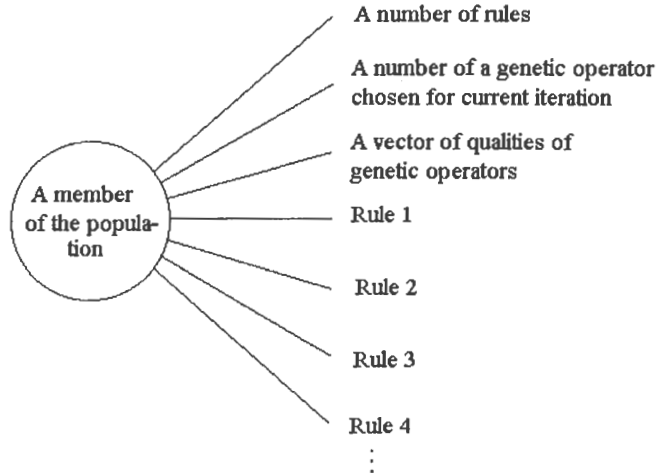 A number of rules
A number of a genetic operator
chosen for current iteration
A vector of qualities of
genetic operators
A member
of the popula-
tion
Rule 1
Rule 2
Rule 3
Rule 4
⋮